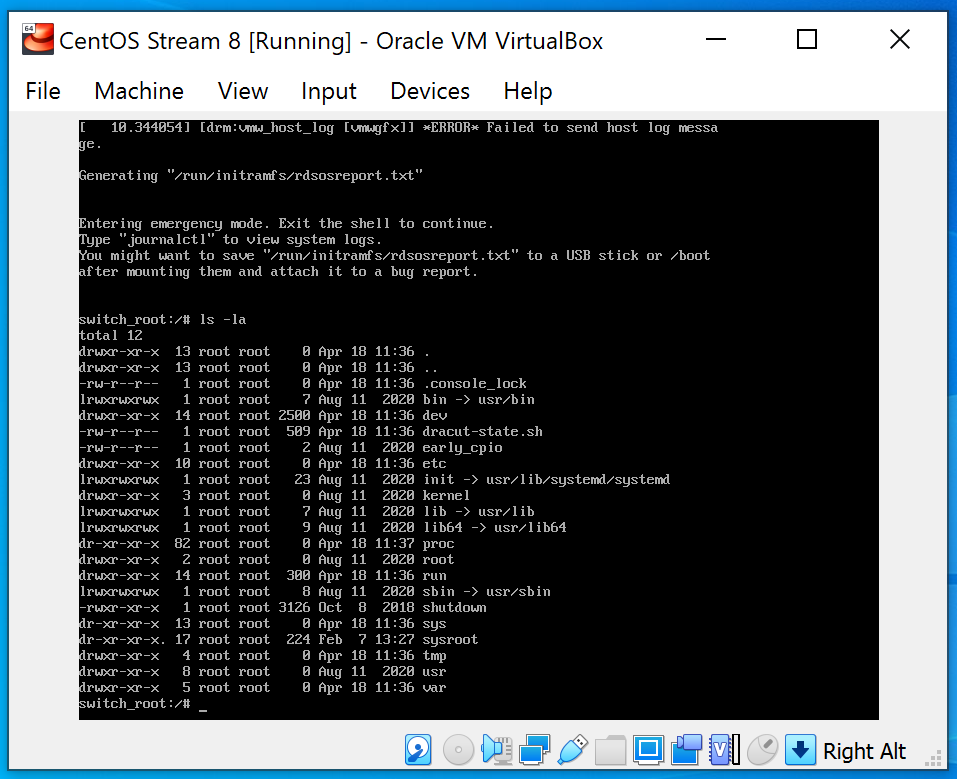 64
CentOS Stream 8 [Running] - Oracle VM VirtualBox
File Machine View Input Devices Help
[   10.344054] [drm:vmw_host_log [vmwgfx]] *ERROR* Failed to send host log messa
ge.
Generating "/run/initramfs/rdsosreport.txt"
Entering emergency mode. Exit the shell to continue.
Type "journalctl" to view system logs.
You might want to save "/run/initramfs/rdsosreport.txt" to a USB stick or /boot
after mounting them and attach it to a bug report.
switch_root:/# ls -la
total 12
drwxr-xr-x  13 root root    0 Apr 18 11:36 .
drwxr-xr-x  13 root root    0 Apr 18 11:36 ..
-rw-r--r--   1 root root    0 Apr 18 11:36 .console_lock
lrwxrwxrwx   1 root root    7 Aug 11  2020 bin -> usr/bin
drwxr-xr-x  14 root root 2500 Apr 18 11:36 dev
-rw-r--r--   1 root root  509 Apr 18 11:36 dracut-state.sh
-rw-r--r--   1 root root    2 Aug 11  2020 early_cpio
drwxr-xr-x  10 root root    0 Apr 18 11:36 etc
lrwxrwxrwx   1 root root   23 Aug 11  2020 init -> usr/lib/systemd/systemd
drwxr-xr-x   3 root root    0 Aug 11  2020 kernel
lrwxrwxrwx   1 root root    7 Aug 11  2020 lib -> usr/lib
lrwxrwxrwx   1 root root    9 Aug 11  2020 lib64 -> usr/lib64
dr-xr-xr-x  82 root root    0 Apr 18 11:37 proc
drwxr-xr-x   2 root root    0 Aug 11  2020 root
drwxr-xr-x  14 root root  300 Apr 18 11:36 run
lrwxrwxrwx   1 root root    8 Aug 11  2020 sbin -> usr/sbin
-rwxr-xr-x   1 root root 3126 Oct  8  2018 shutdown
dr-xr-xr-x  13 root root    0 Apr 18 11:36 sys
dr-xr-xr-x. 17 root root  224 Feb  7 13:27 sysroot
drwxr-xr-x   4 root root    0 Apr 18 11:36 tmp
drwxr-xr-x   8 root root    0 Aug 11  2020 usr
drwxr-xr-x   5 root root    0 Apr 18 11:36 var
switch_root:/# _
V Right Alt